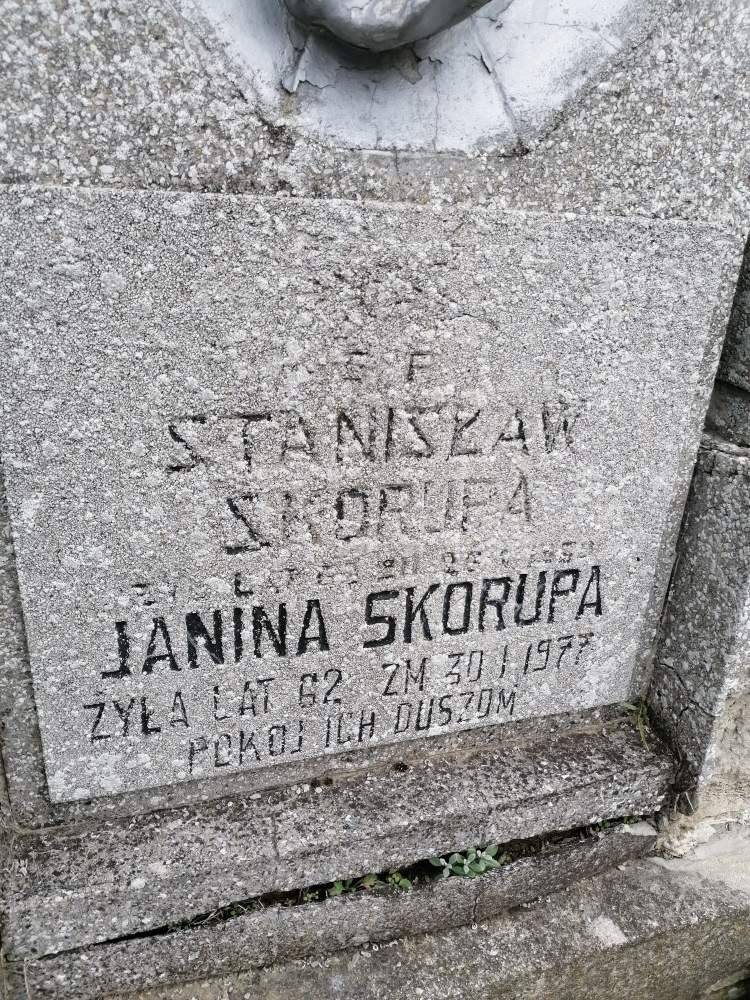 STANISŁAW
SKORUPA
JANINA SKORUPA
ŻYŁA LAT 62 ZM 30 I 1977
POKÓJ ICH DUSZOM